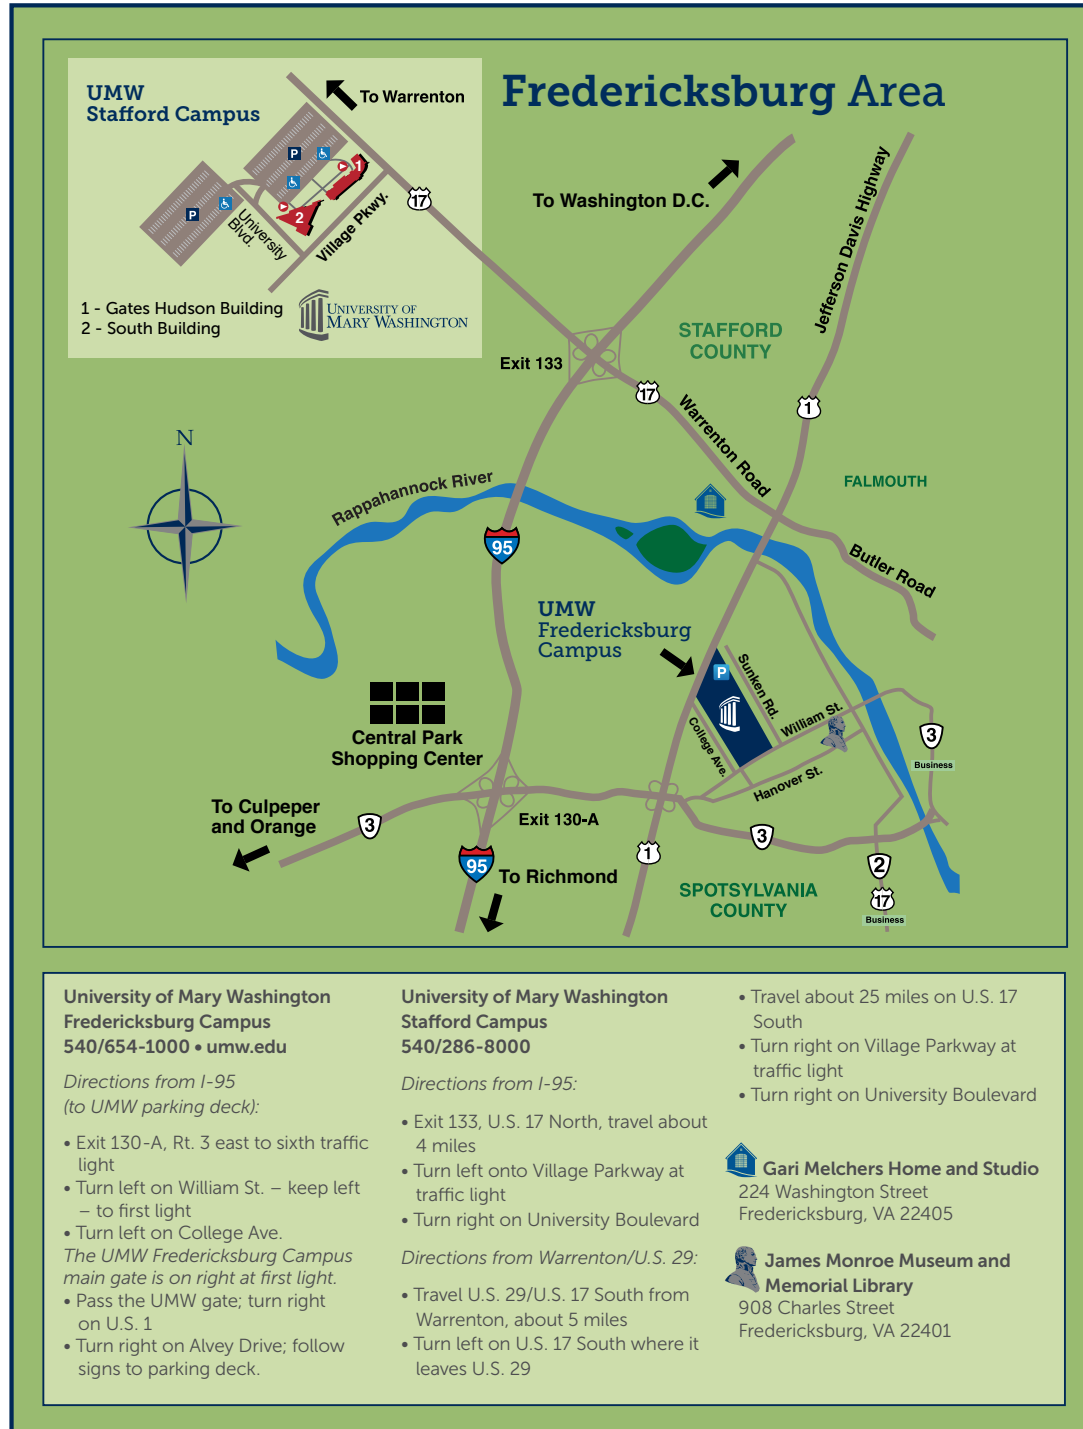 Fredericksburg Area
UMW
Stafford Campus
To Warrenton
P
P
1
2
University
Blvd.
Village Pkwy.
17
1 - Gates Hudson Building
2 - South Building
UNIVERSITY OF
MARY WASHINGTON
To Washington D.C.
Jefferson Davis Highway
STAFFORD
COUNTY
Exit 133
17
Warrenton Road
1
N
Rappahannock River
FALMOUTH
95
Butler Road
UMW
Fredericksburg
Campus
P
Sunken Rd.
College Ave.
William St.
Hanover St.
3
Business
Central Park
Shopping Center
To Culpeper
and Orange
3
Exit 130-A
95
To Richmond
1
3
2
17
Business
SPOTSYLVANIA
COUNTY
University of Mary Washington
Fredericksburg Campus
540/654-1000 • umw.edu
Directions from I-95
(to UMW parking deck):
• Exit 130-A, Rt. 3 east to sixth traffic
light
• Turn left on William St. – keep left
– to first light
• Turn left on College Ave.
The UMW Fredericksburg Campus
main gate is on right at first light.
• Pass the UMW gate; turn right
on U.S. 1
• Turn right on Alvey Drive; follow
signs to parking deck.
University of Mary Washington
Stafford Campus
540/286-8000
Directions from I-95:
• Exit 133, U.S. 17 North, travel about
4 miles
• Turn left onto Village Parkway at
traffic light
• Turn right on University Boulevard
Directions from Warrenton/U.S. 29:
• Travel U.S. 29/U.S. 17 South from
Warrenton, about 5 miles
• Turn left on U.S. 17 South where it
leaves U.S. 29
• Travel about 25 miles on U.S. 17
South
• Turn right on Village Parkway at
traffic light
• Turn right on University Boulevard
Gari Melchers Home and Studio
224 Washington Street
Fredericksburg, VA 22405
James Monroe Museum and
Memorial Library
908 Charles Street
Fredericksburg, VA 22401